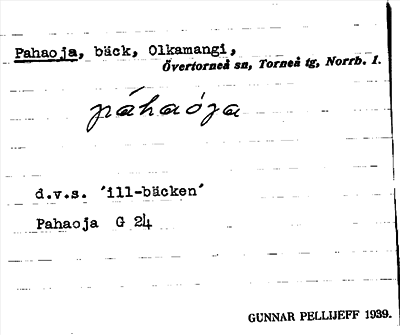 Pahaoja, bäck, Olkamangi,
Övertorneå sn, Torneå tg, Norrb. l.
páhaója
d.v.s. 'ill-bäcken'
Pahaoja G 24
GUNNAR PELLIJEFF 1939.